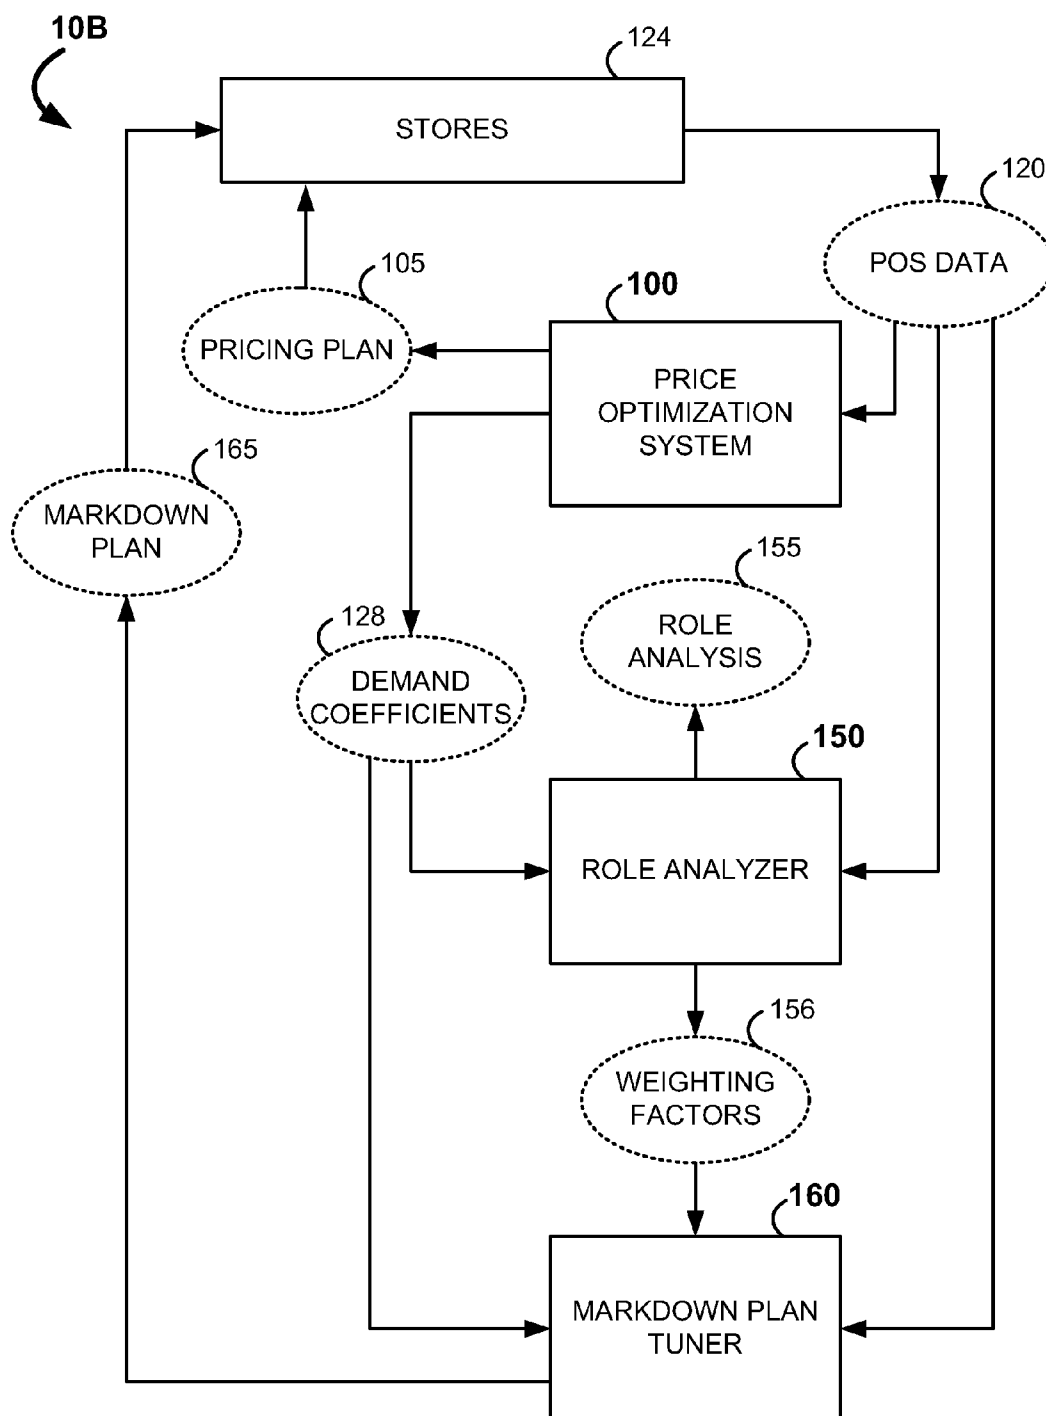 10B
124
STORES
120
POS DATA
105
PRICING PLAN
100
PRICE
OPTIMIZATION
SYSTEM
165
MARKDOWN
PLAN
155
ROLE
ANALYSIS
128
DEMAND
COEFFICIENTS
150
ROLE ANALYZER
156
WEIGHTING
FACTORS
160
MARKDOWN PLAN
TUNER